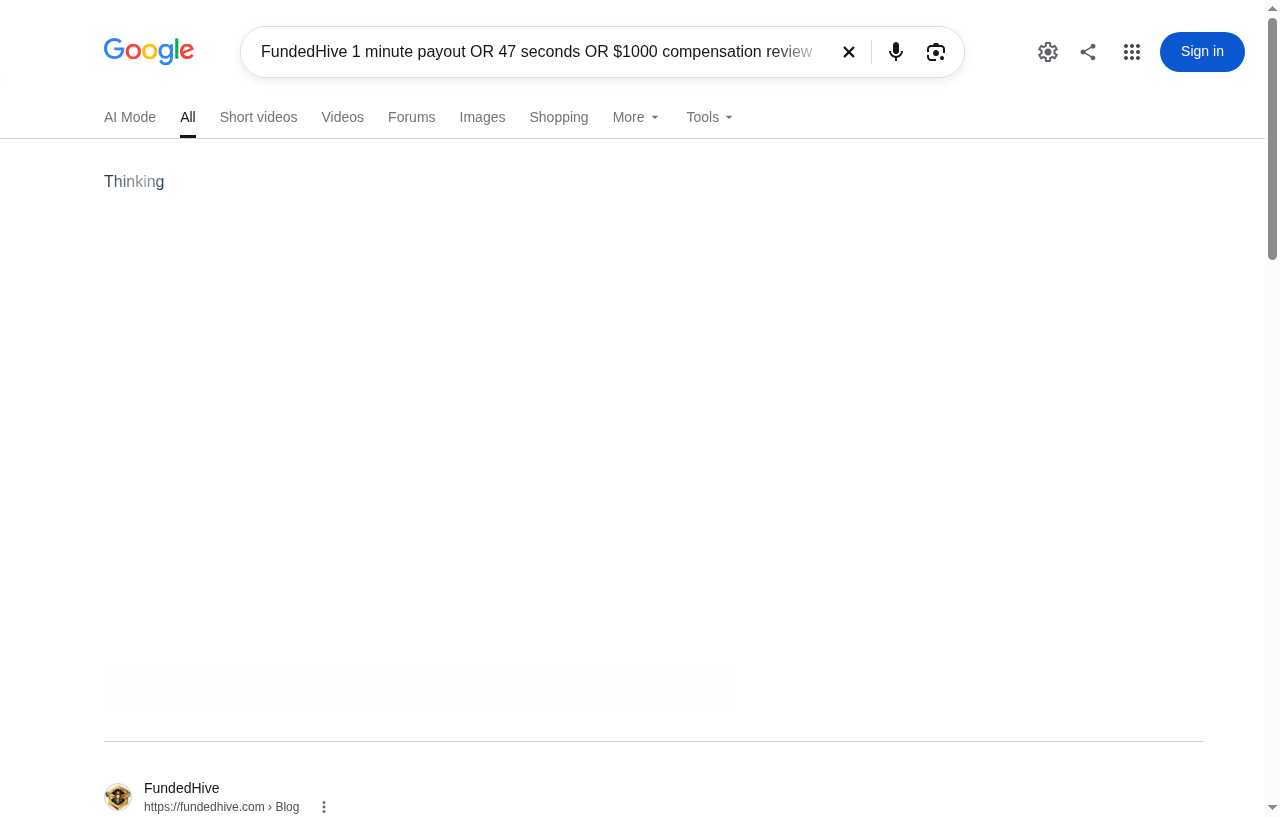 Google
FundedHive 1 minute payout OR 47 seconds OR $1000 compensation review
Sign in
AI Mode
All
Short videos
Videos
Forums
Images
Shopping
More
Tools
Thinking
FundedHive
https://fundedhive.com › Blog